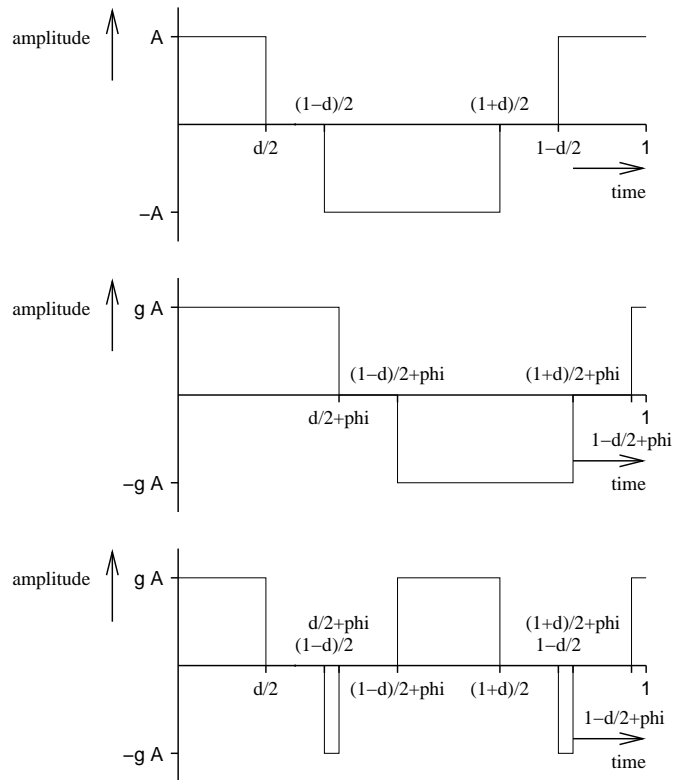 A
amplitude
(1−d)/2 (1+d)/2
d/2 1−d/2 1
time
−A
g A
amplitude
(1−d)/2+phi (1+d)/2+phi
d/2+phi 1
1−d/2+phi
−g A time
g A
amplitude
d/2+phi (1+d)/2+phi
(1−d)/2 1−d/2
d/2 (1−d)/2+phi (1+d)/2 1
1−d/2+phi
−g A time